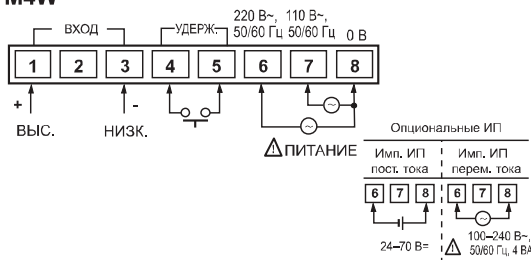 M4W
ВХОД УДЕРЖ. 220 В~, 110 В~,
50/60 Гц 50/60 Гц 0 В
1 2 3 4 5 6 7 8
+ -
ВЫС. НИЗК.
⚠ ПИТАНИЕ
Опциональные ИП
Имп. ИП пост. тока
6 7 8
24–70 В=
Имп. ИП перем. тока
6 7 8
⚠ 100–240 В~,
50/60 Гц, 4 ВА